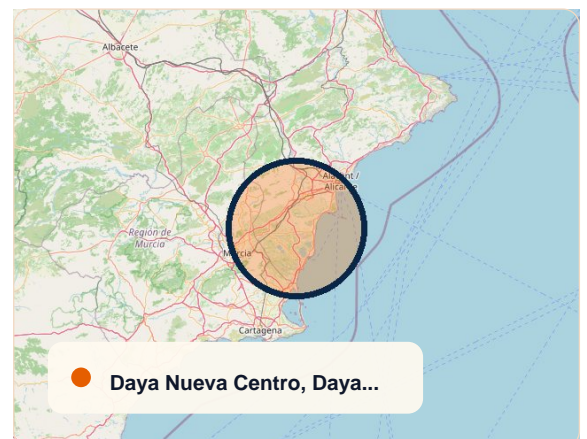 Albacete
Alacant /
Alicante
Región de
Murcia
Murcia
Cartagena
Daya Nueva Centro, Daya...